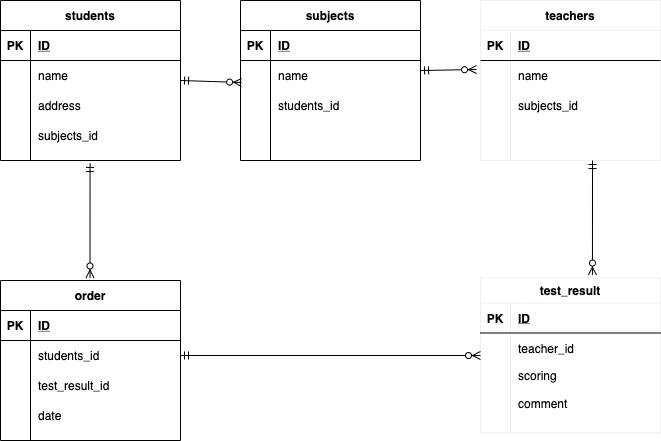 students
PK ID
name
address
subjects_id
subjects
ID
name
students_id
teachers
PK ID
name
subjects_id
order
PK ID
students_id
test_result_id
date
test_result
PK ID
teacher_id
scoring
comment